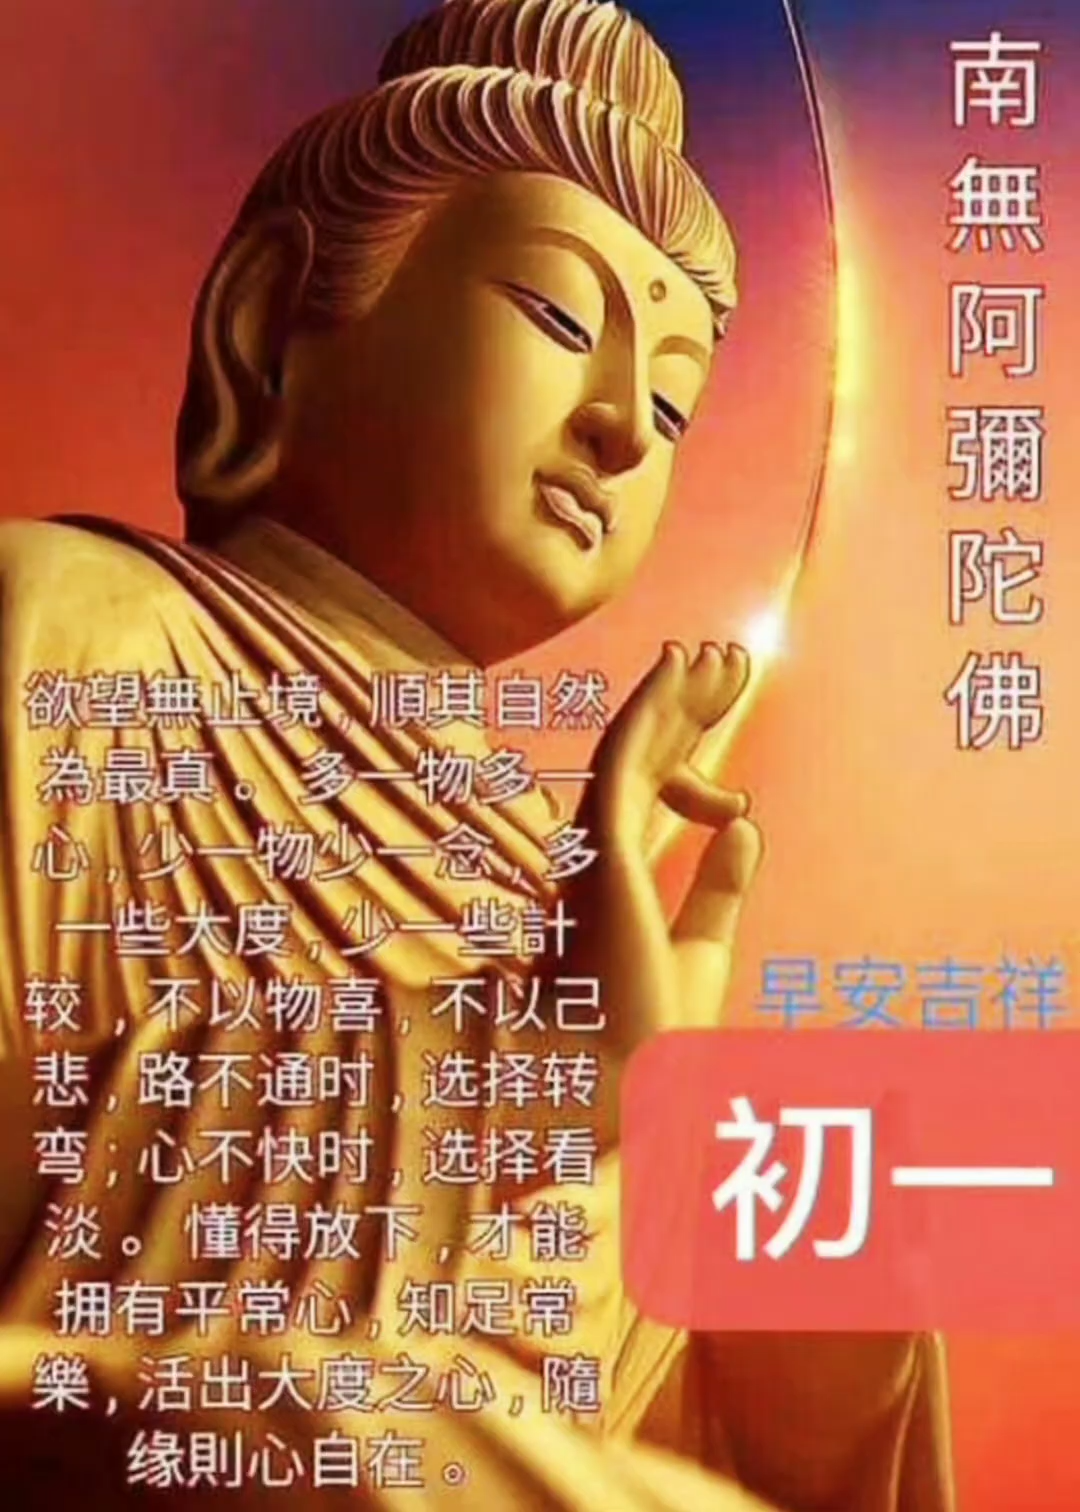 南無阿彌陀佛
欲望無止境,順其自然
為最真。多一物多一
心,少一物少一念,多
一些大度,少一些計
较,不以物喜,不以己
悲,路不通时,选择转
弯;心不快时,选择看
淡。懂得放下,才能
拥有平常心,知足常
樂,活出大度之心,隨
缘則心自在。
早安吉祥
初一